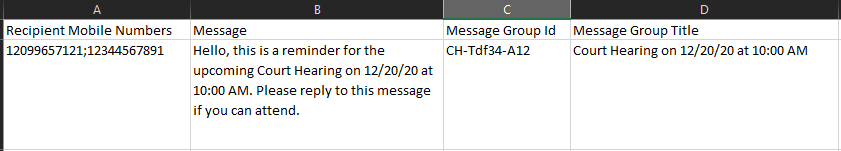 A B C D
Recipient Mobile Numbers Message Message Group Id Message Group Title
12099657121;12344567891 Hello, this is a reminder for the CH-Tdf34-A12 Court Hearing on 12/20/20 at 10:00 AM
upcoming Court Hearing on 12/20/20 at
10:00 AM. Please reply to this message
if you can attend.